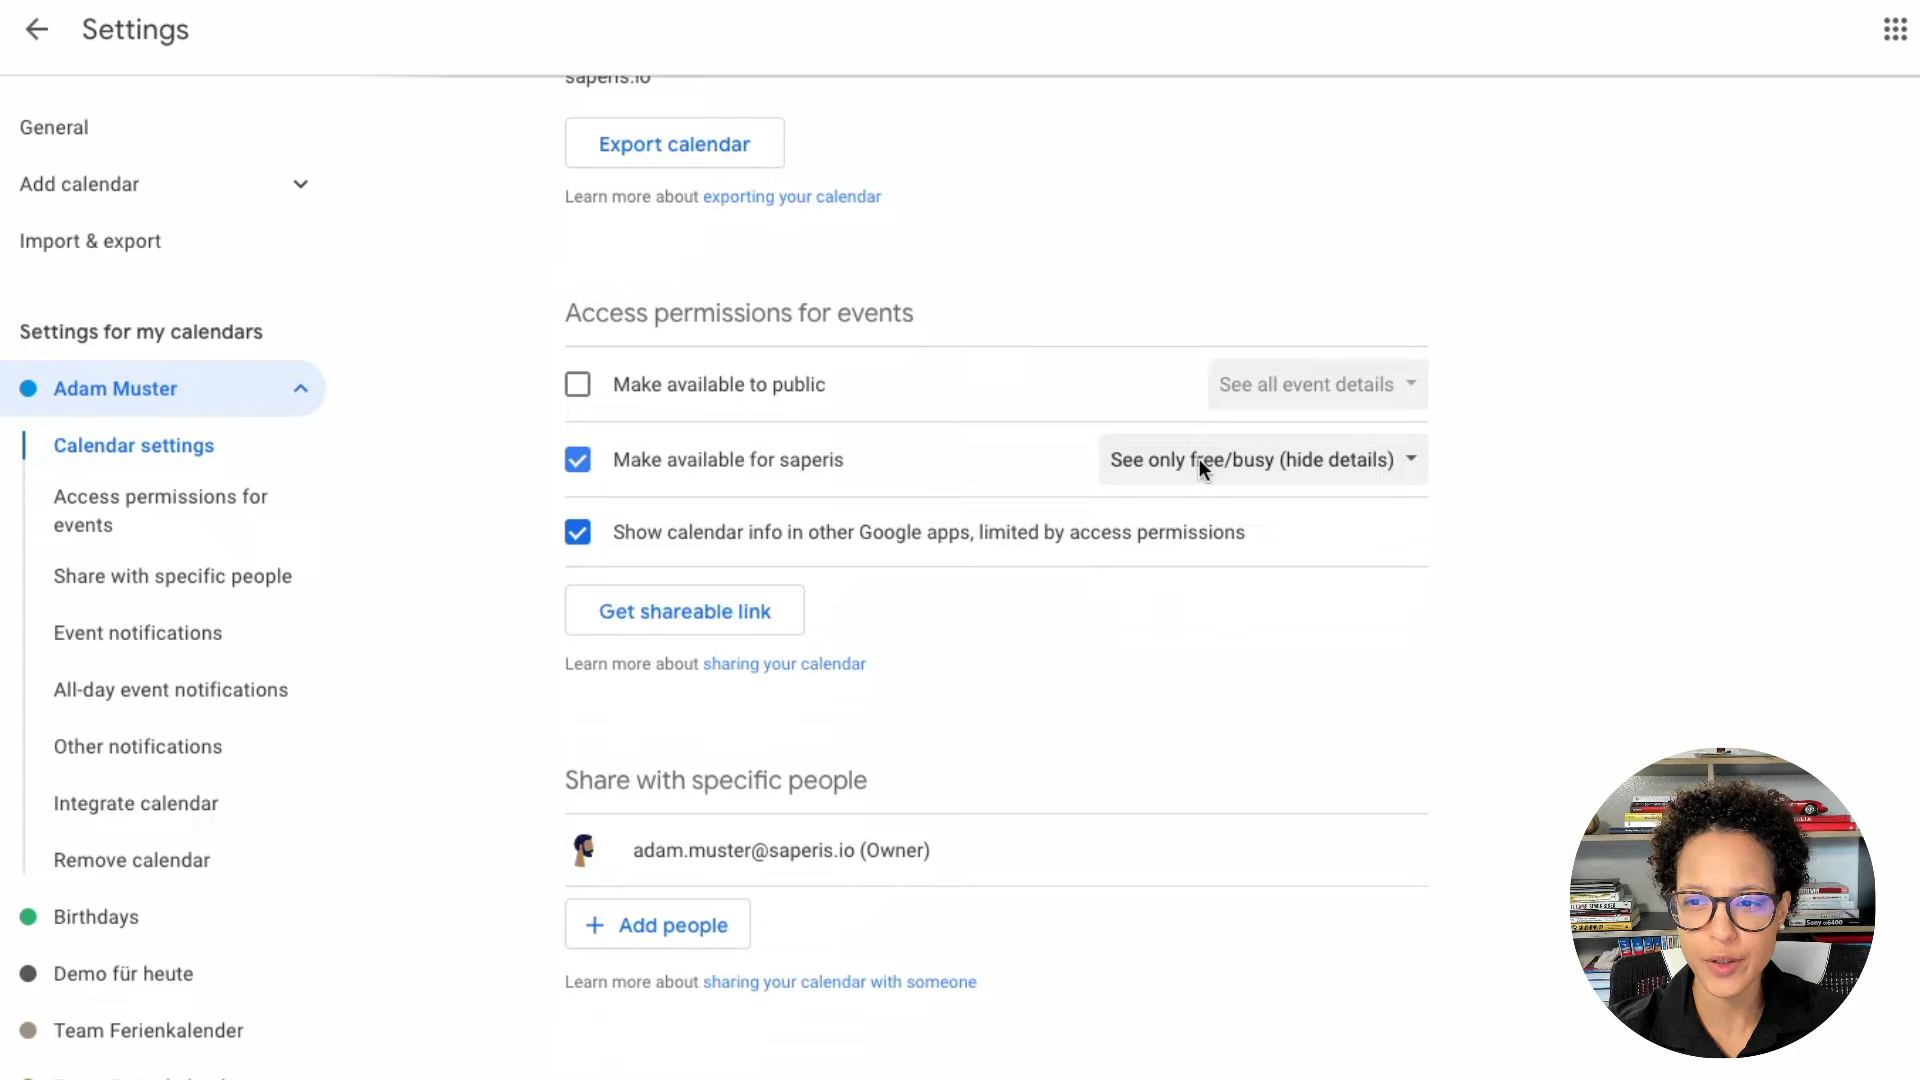 Settings
saperis.io
General
Export calendar
Add calendar
Learn more about exporting your calendar
Import & export
Access permissions for events
Settings for my calendars
Make available to public
See all event details
Adam Muster
Calendar settings
Make available for saperis
See only free/busy (hide details)
Access permissions for
events
Show calendar info in other Google apps, limited by access permissions
Share with specific people
Get shareable link
Event notifications
Learn more about sharing your calendar
All-day event notifications
Other notifications
Share with specific people
Integrate calendar
adam.muster@saperis.io (Owner)
Remove calendar
Birthdays
+ Add people
Demo für heute
Learn more about sharing your calendar with someone
Team Ferienkalender
Sony α6400